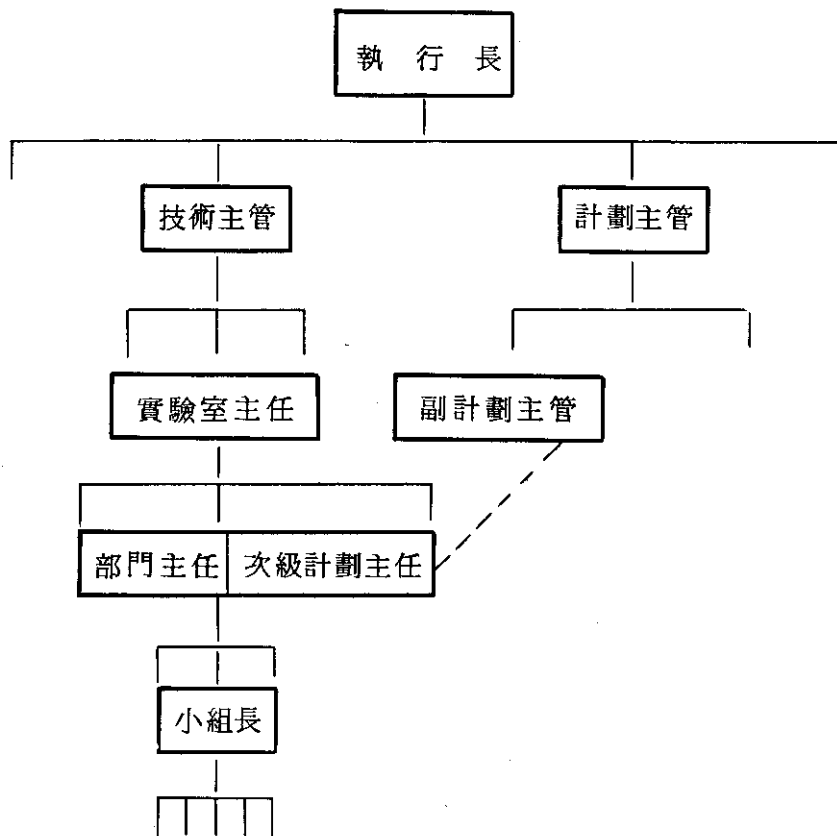 執行長
技術主管
計劃主管
實驗室主任
副計劃主管
部門主任
次級計劃主任
小組長